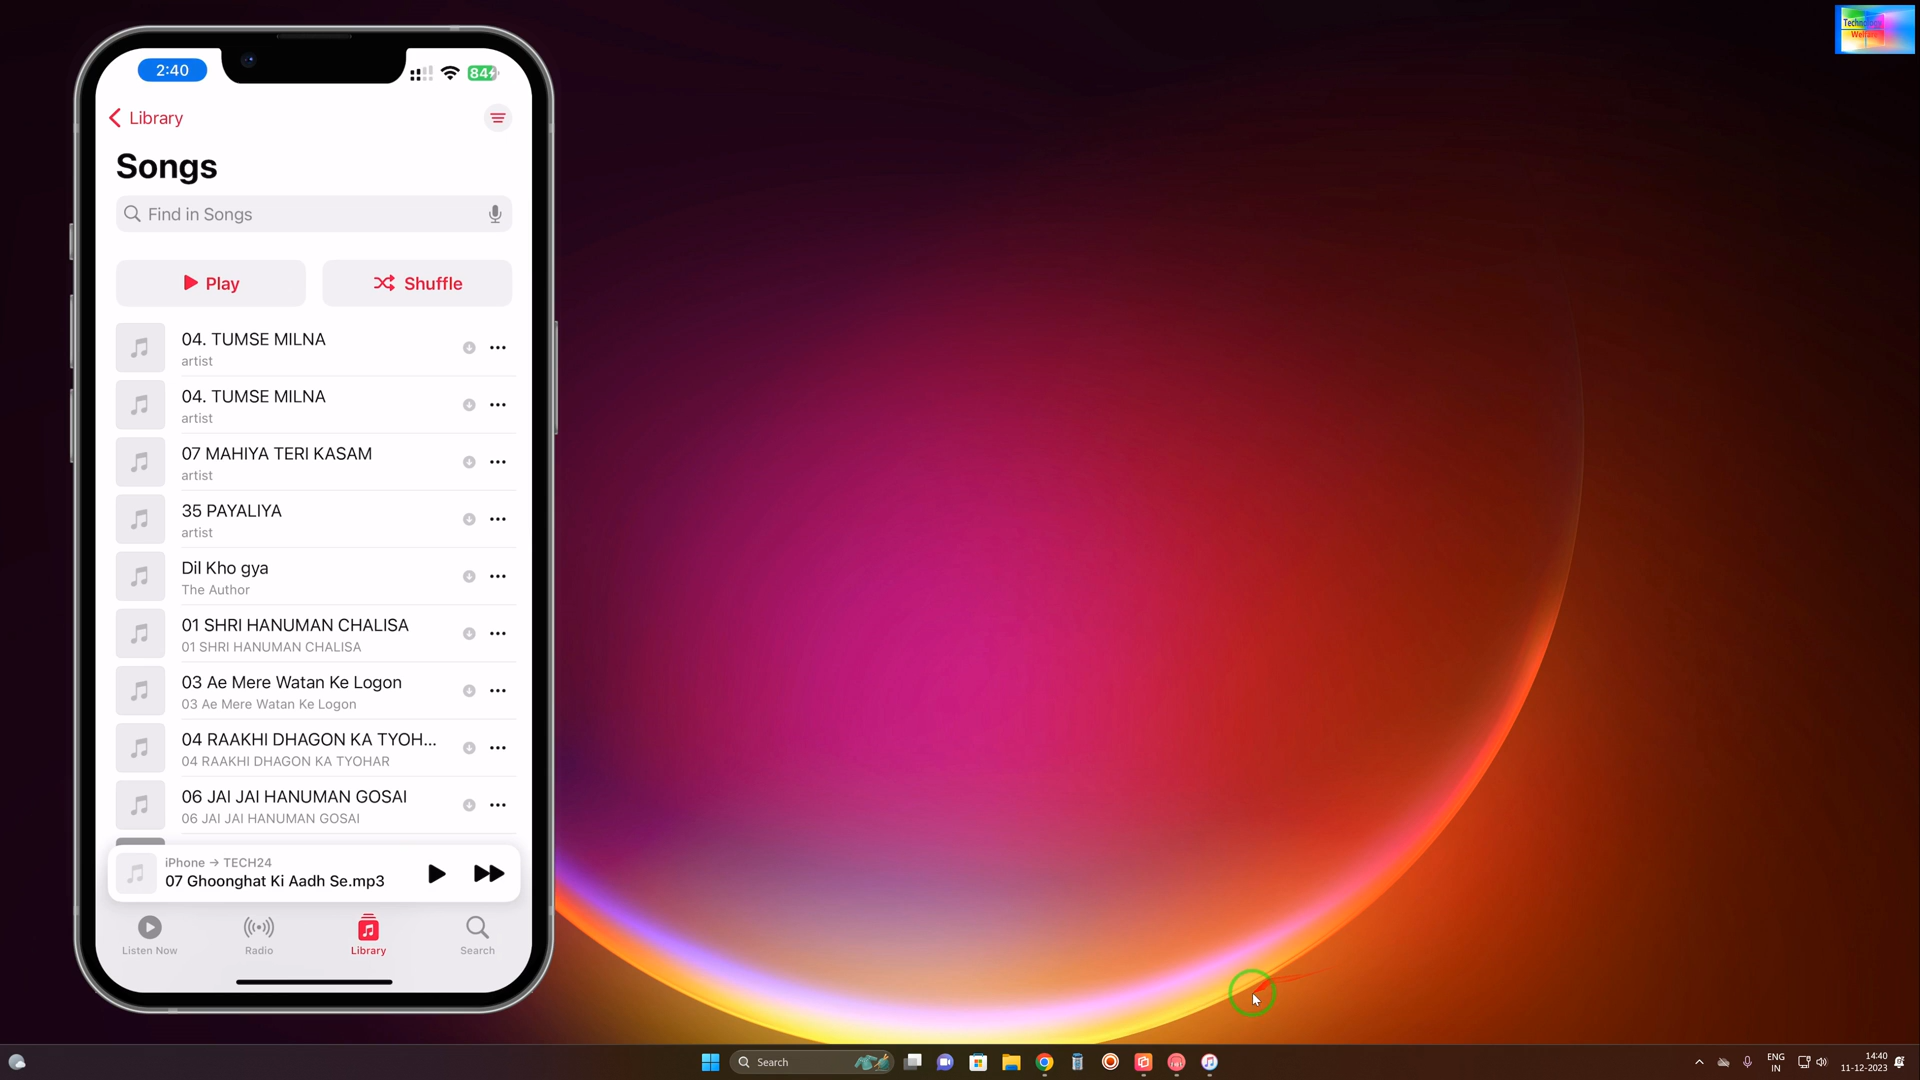 2:40
84
Library
Songs
Find in Songs
Play
Shuffle
04. TUMSE MILNA
artist
04. TUMSE MILNA
artist
07 MAHIYA TERI KASAM
artist
35 PAYALIYA
artist
Dil Kho gya
The Author
01 SHRI HANUMAN CHALISA
01 SHRI HANUMAN CHALISA
03 Ae Mere Watan Ke Logon
03 Ae Mere Watan Ke Logon
04 RAAKHI DHAGON KA TYOH...
04 RAAKHI DHAGON KA TYOHAR
06 JAI JAI HANUMAN GOSAI
06 JAI JAI HANUMAN GOSAI
iPhone → TECH24
07 Ghoonghat Ki Aadh Se.mp3
Listen Now
Radio
Library
Search
Technology
Welfare
Search
ENG
IN
14:40
11-12-2023